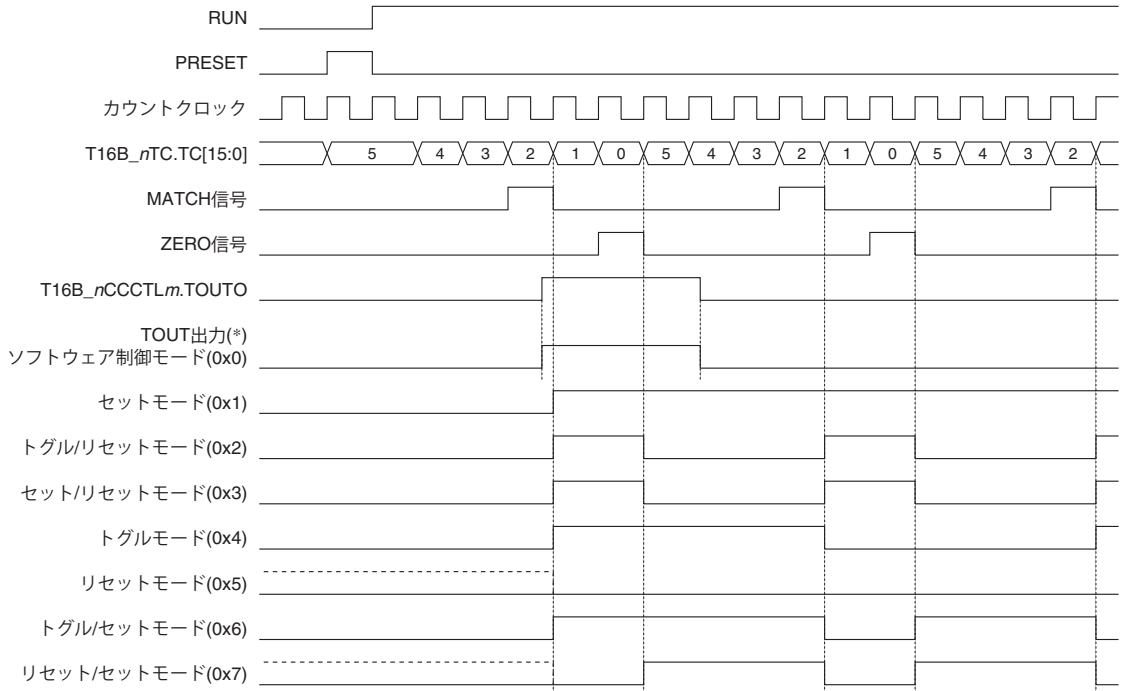 RUN
PRESET
カウントクロック
T16B_nTC.TC[15:0] 5 4 3 2 1 0 5 4 3 2 1 0 5 4 3 2
MATCH信号
ZERO信号
T16B_nCCCTLm.TOUTO
TOUT出力(*)
ソフトウェア制御モード(0x0)
セットモード(0x1)
トグル/リセットモード(0x2)
セット/リセットモード(0x3)
トグルモード(0x4)
リセットモード(0x5)
トグル/セットモード(0x6)
リセット/セットモード(0x7)